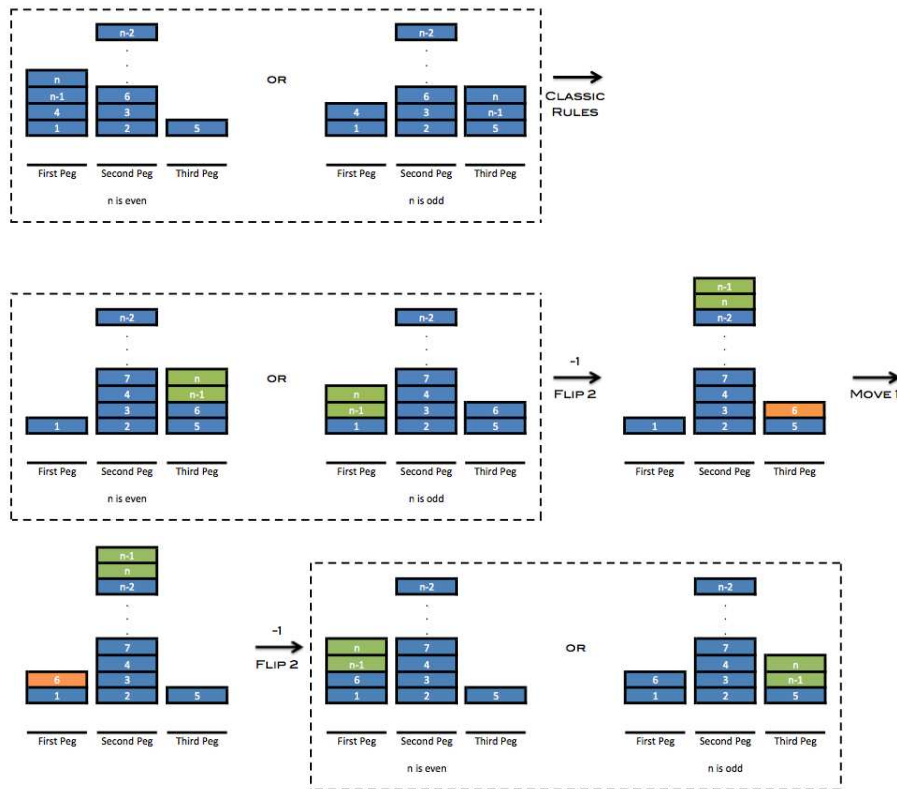 n-2 n-2
. .
. .
n . OR . CLASSIC RULES
n-1 6 6 n
4 3 4 3 n-1
1 2 5 1 2 5
First Peg Second Peg Third Peg First Peg Second Peg Third Peg
n is even n is odd
n-1
n
n-2 n-2 n-2
. . .
. . .
7 n OR 7 -1 FLIP 2 7 MOVE 1
4 n-1 n 4 4
3 6 n-1 3 6 3 6
1 2 5 1 2 5 1 2 5
First Peg Second Peg Third Peg First Peg Second Peg Third Peg First Peg Second Peg Third Peg
n is even n is odd
n-1
n
n-2 n-2 n-2
. . .
. . .
7 -1 FLIP 2 n 7 OR 7
4 n-1 4 4 n
6 3 6 3 6 3 n-1
1 2 5 1 2 5 1 2 5
First Peg Second Peg Third Peg First Peg Second Peg Third Peg First Peg Second Peg Third Peg
n is even n is odd